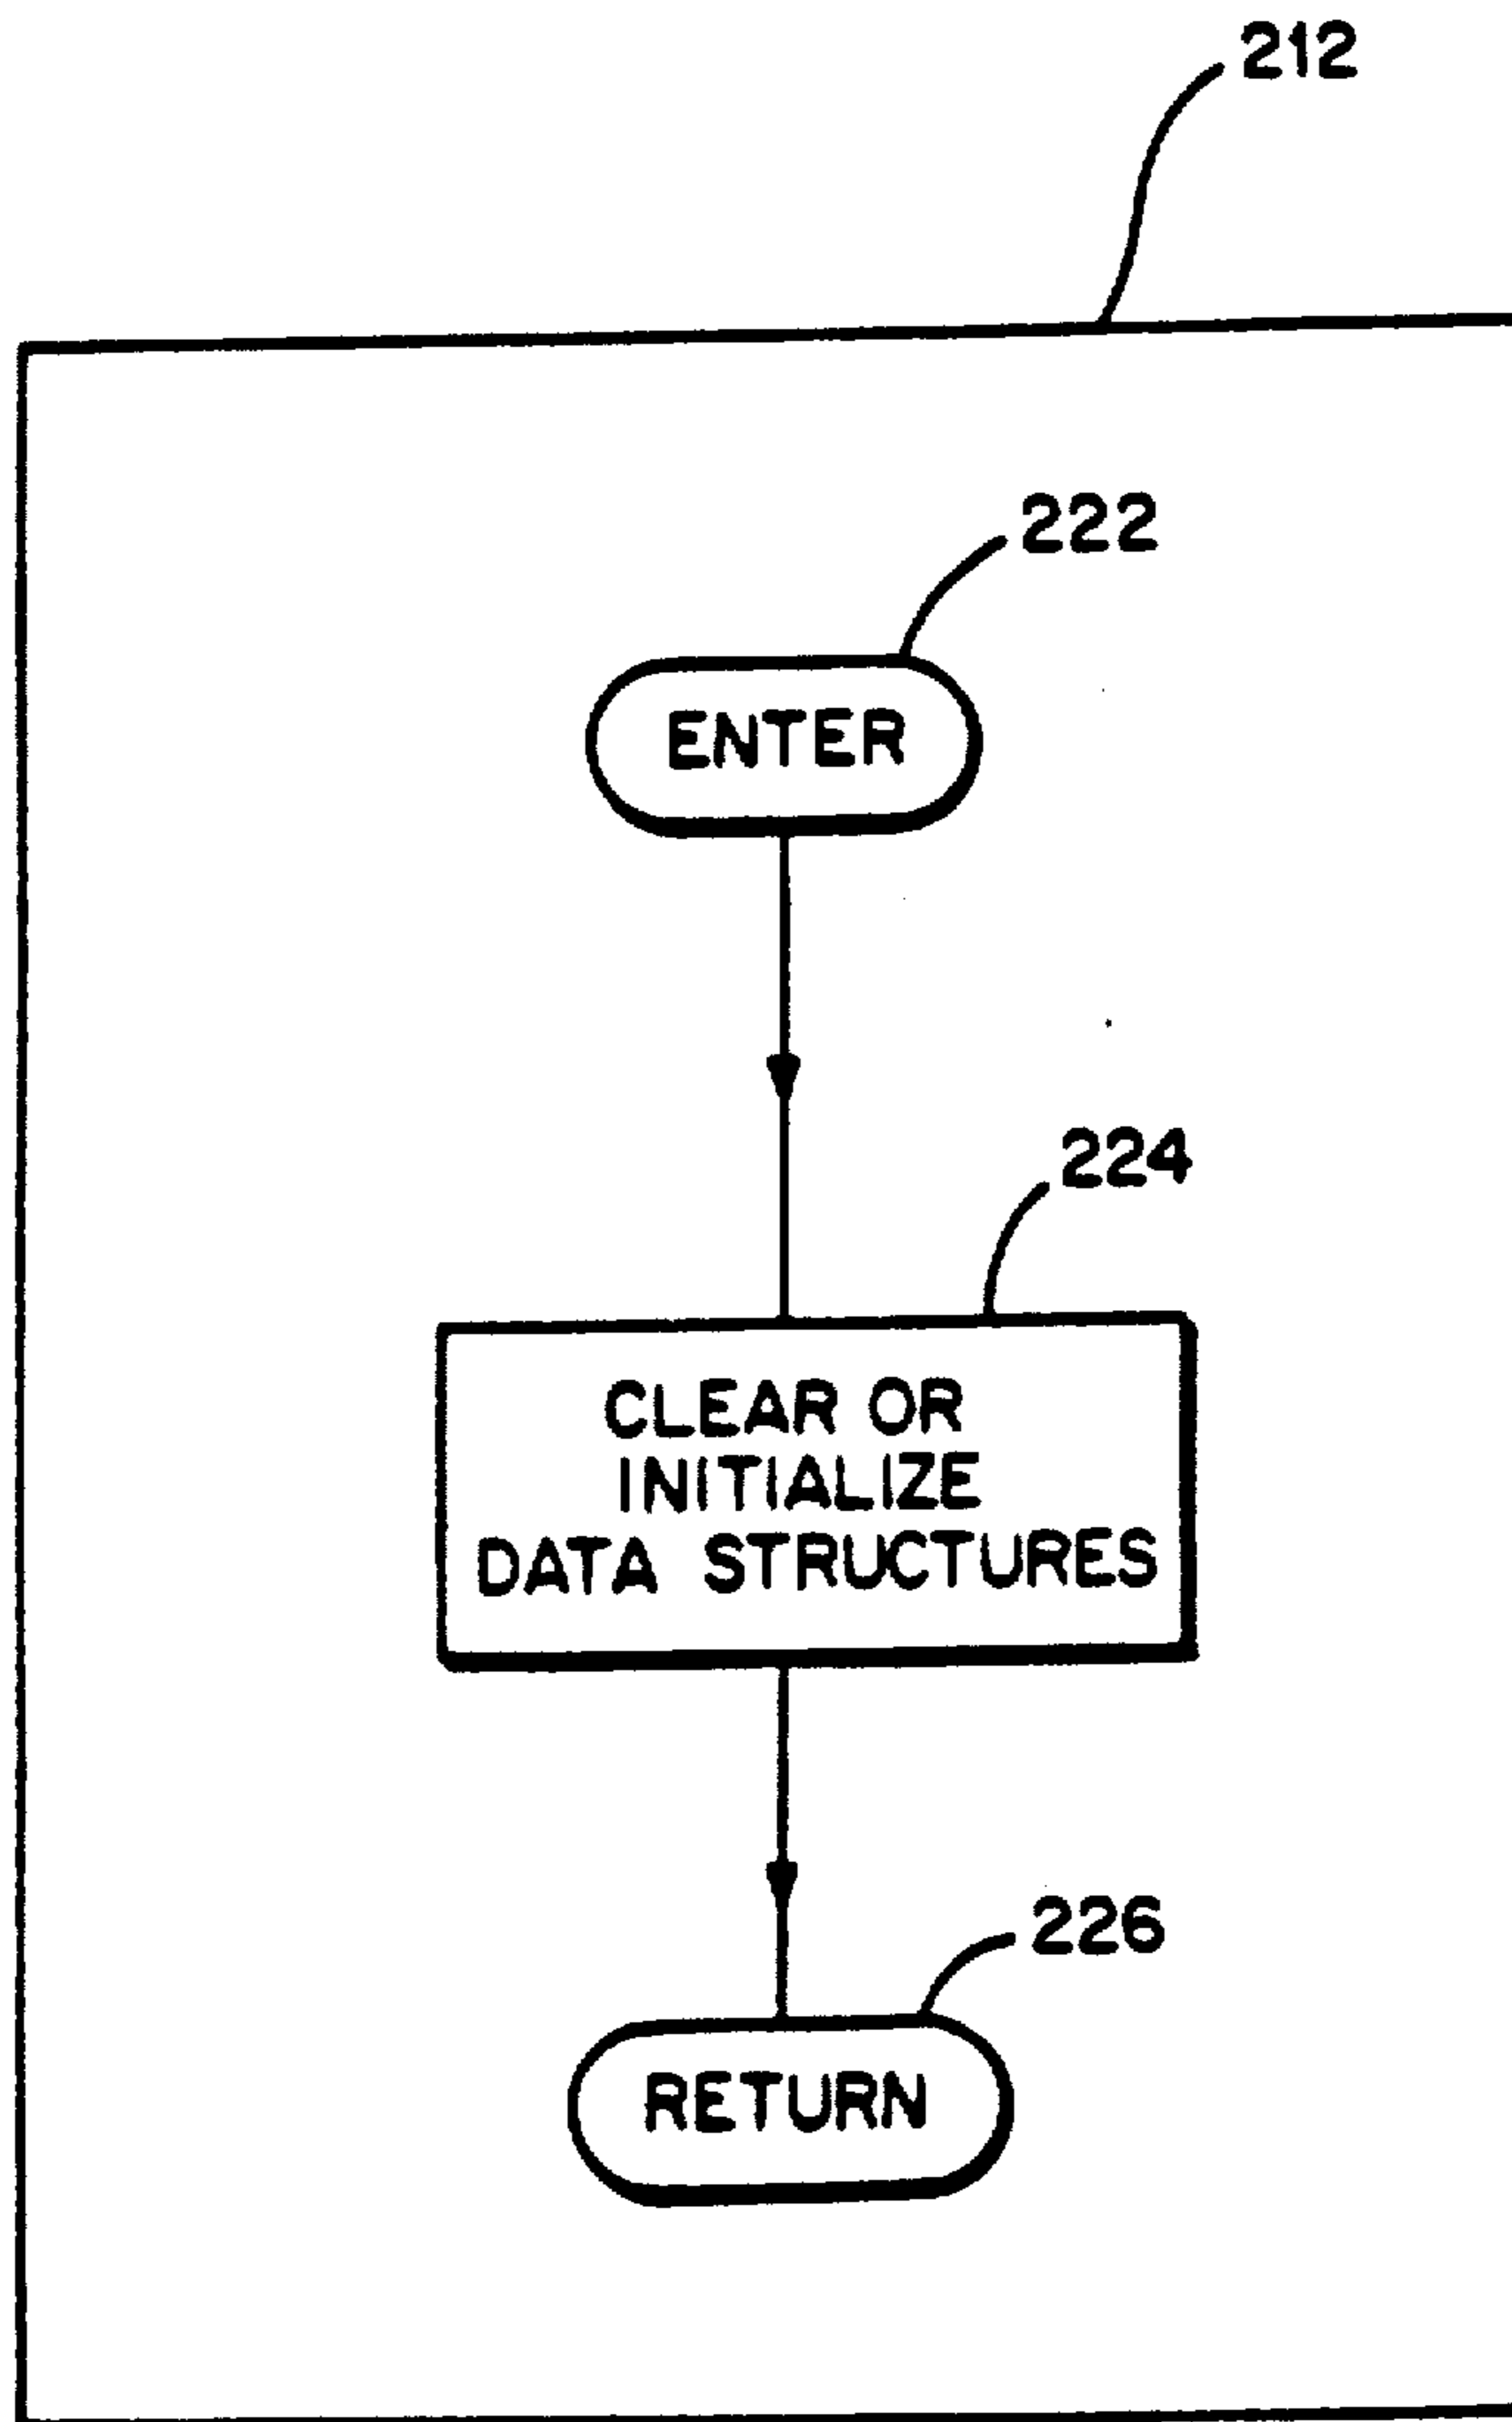 212
222
ENTER
224
CLEAR OR
INITIALIZE
DATA STRUCTURES
226
RETURN